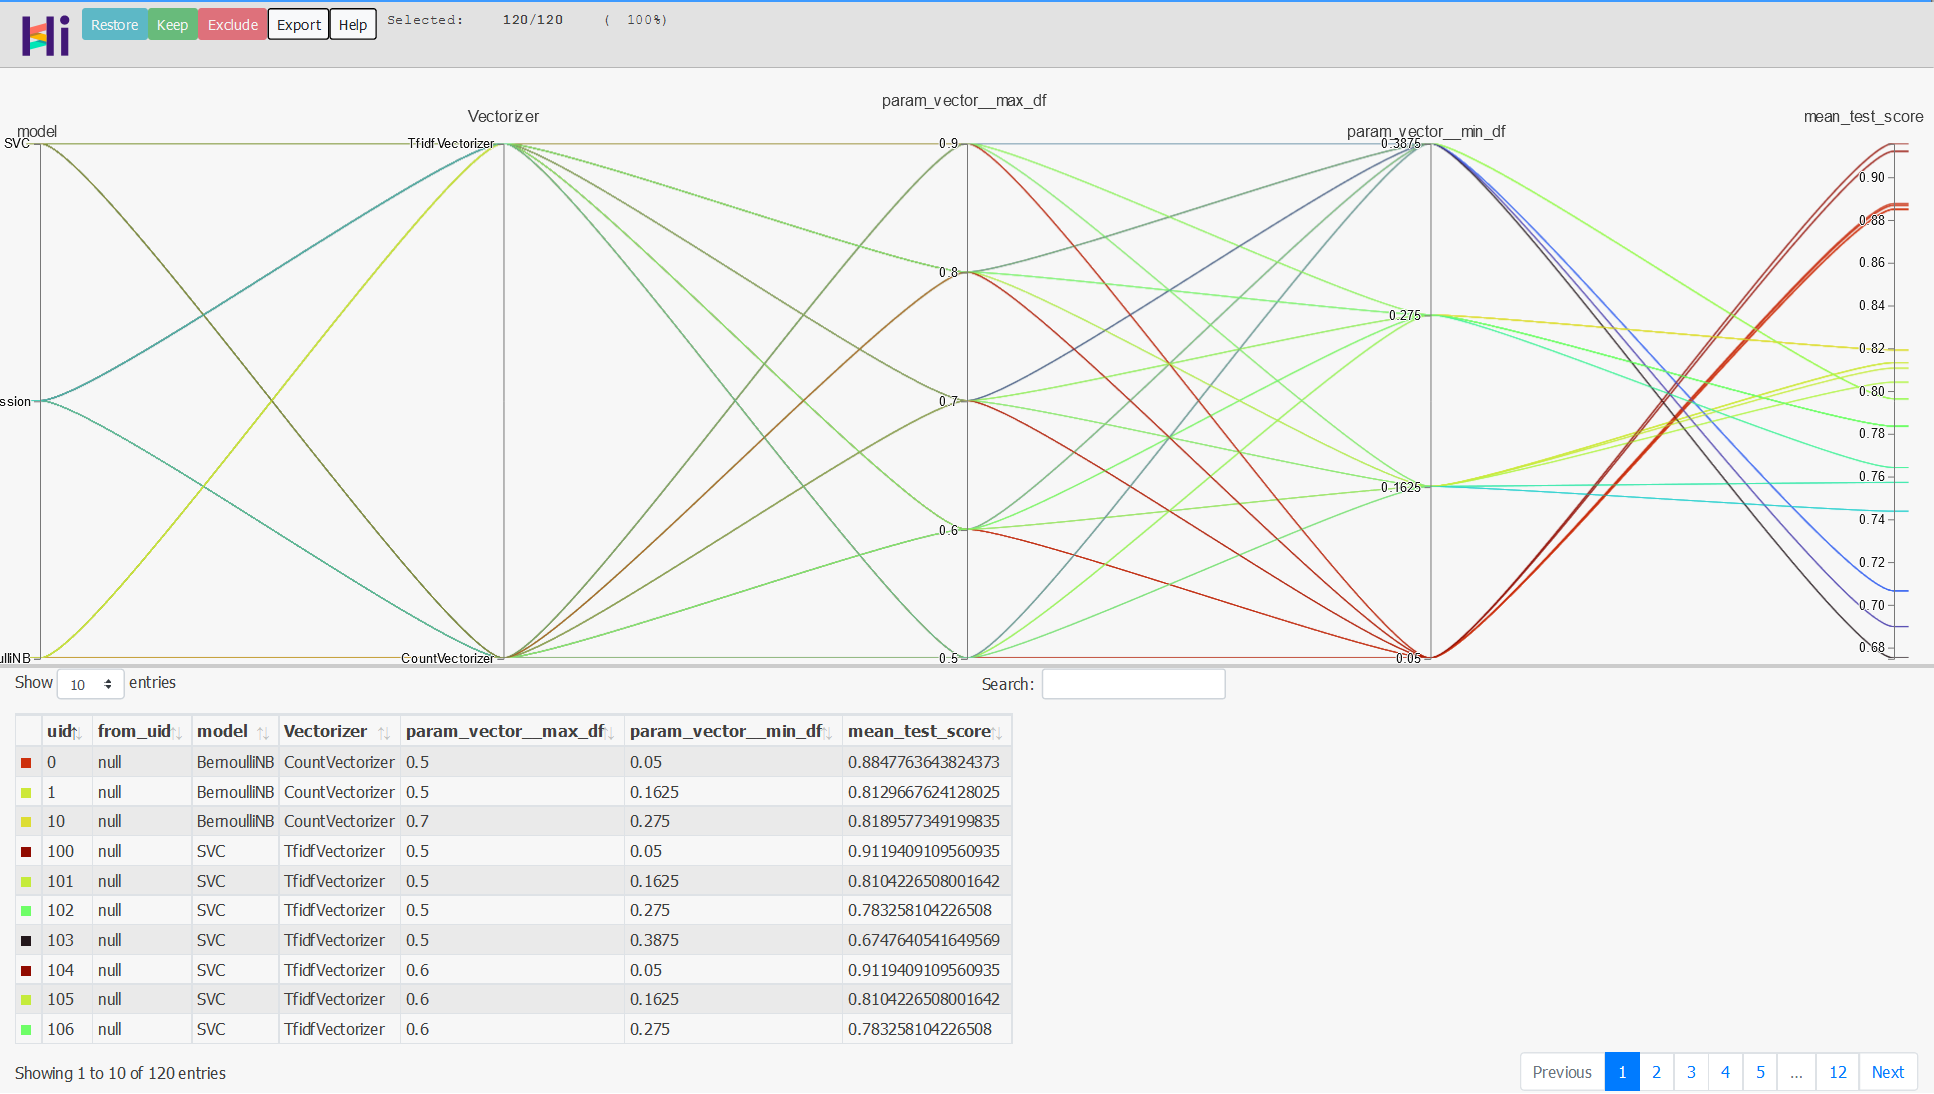 Hi
Restore Keep Exclude Export Help Selected: 120/120 ( 100%)
model Vectorizer param_vector__max_df param_vector__min_df mean_test_score
SVC
ssion
ulliNB
TfidfVectorizer
CountVectorizer
0.9
0.8
0.7
0.6
0.5
0.3875
0.275
0.1625
0.05
0.90
0.88
0.86
0.84
0.82
0.80
0.78
0.76
0.74
0.72
0.70
0.68
Show 10 entries Search:
uid from_uid model Vectorizer param_vector__max_df param_vector__min_df mean_test_score
0 null BernoulliNB CountVectorizer 0.5 0.05 0.8847763643824373
1 null BernoulliNB CountVectorizer 0.5 0.1625 0.8129667624128025
10 null BernoulliNB CountVectorizer 0.7 0.275 0.8189577349199835
100 null SVC TfidfVectorizer 0.5 0.05 0.9119409109560935
101 null SVC TfidfVectorizer 0.5 0.1625 0.8104226508001642
102 null SVC TfidfVectorizer 0.5 0.275 0.783258104226508
103 null SVC TfidfVectorizer 0.5 0.3875 0.6747640541649569
104 null SVC TfidfVectorizer 0.6 0.05 0.9119409109560935
105 null SVC TfidfVectorizer 0.6 0.1625 0.8104226508001642
106 null SVC TfidfVectorizer 0.6 0.275 0.783258104226508
Showing 1 to 10 of 120 entries Previous 1 2 3 4 5 ... 12 Next